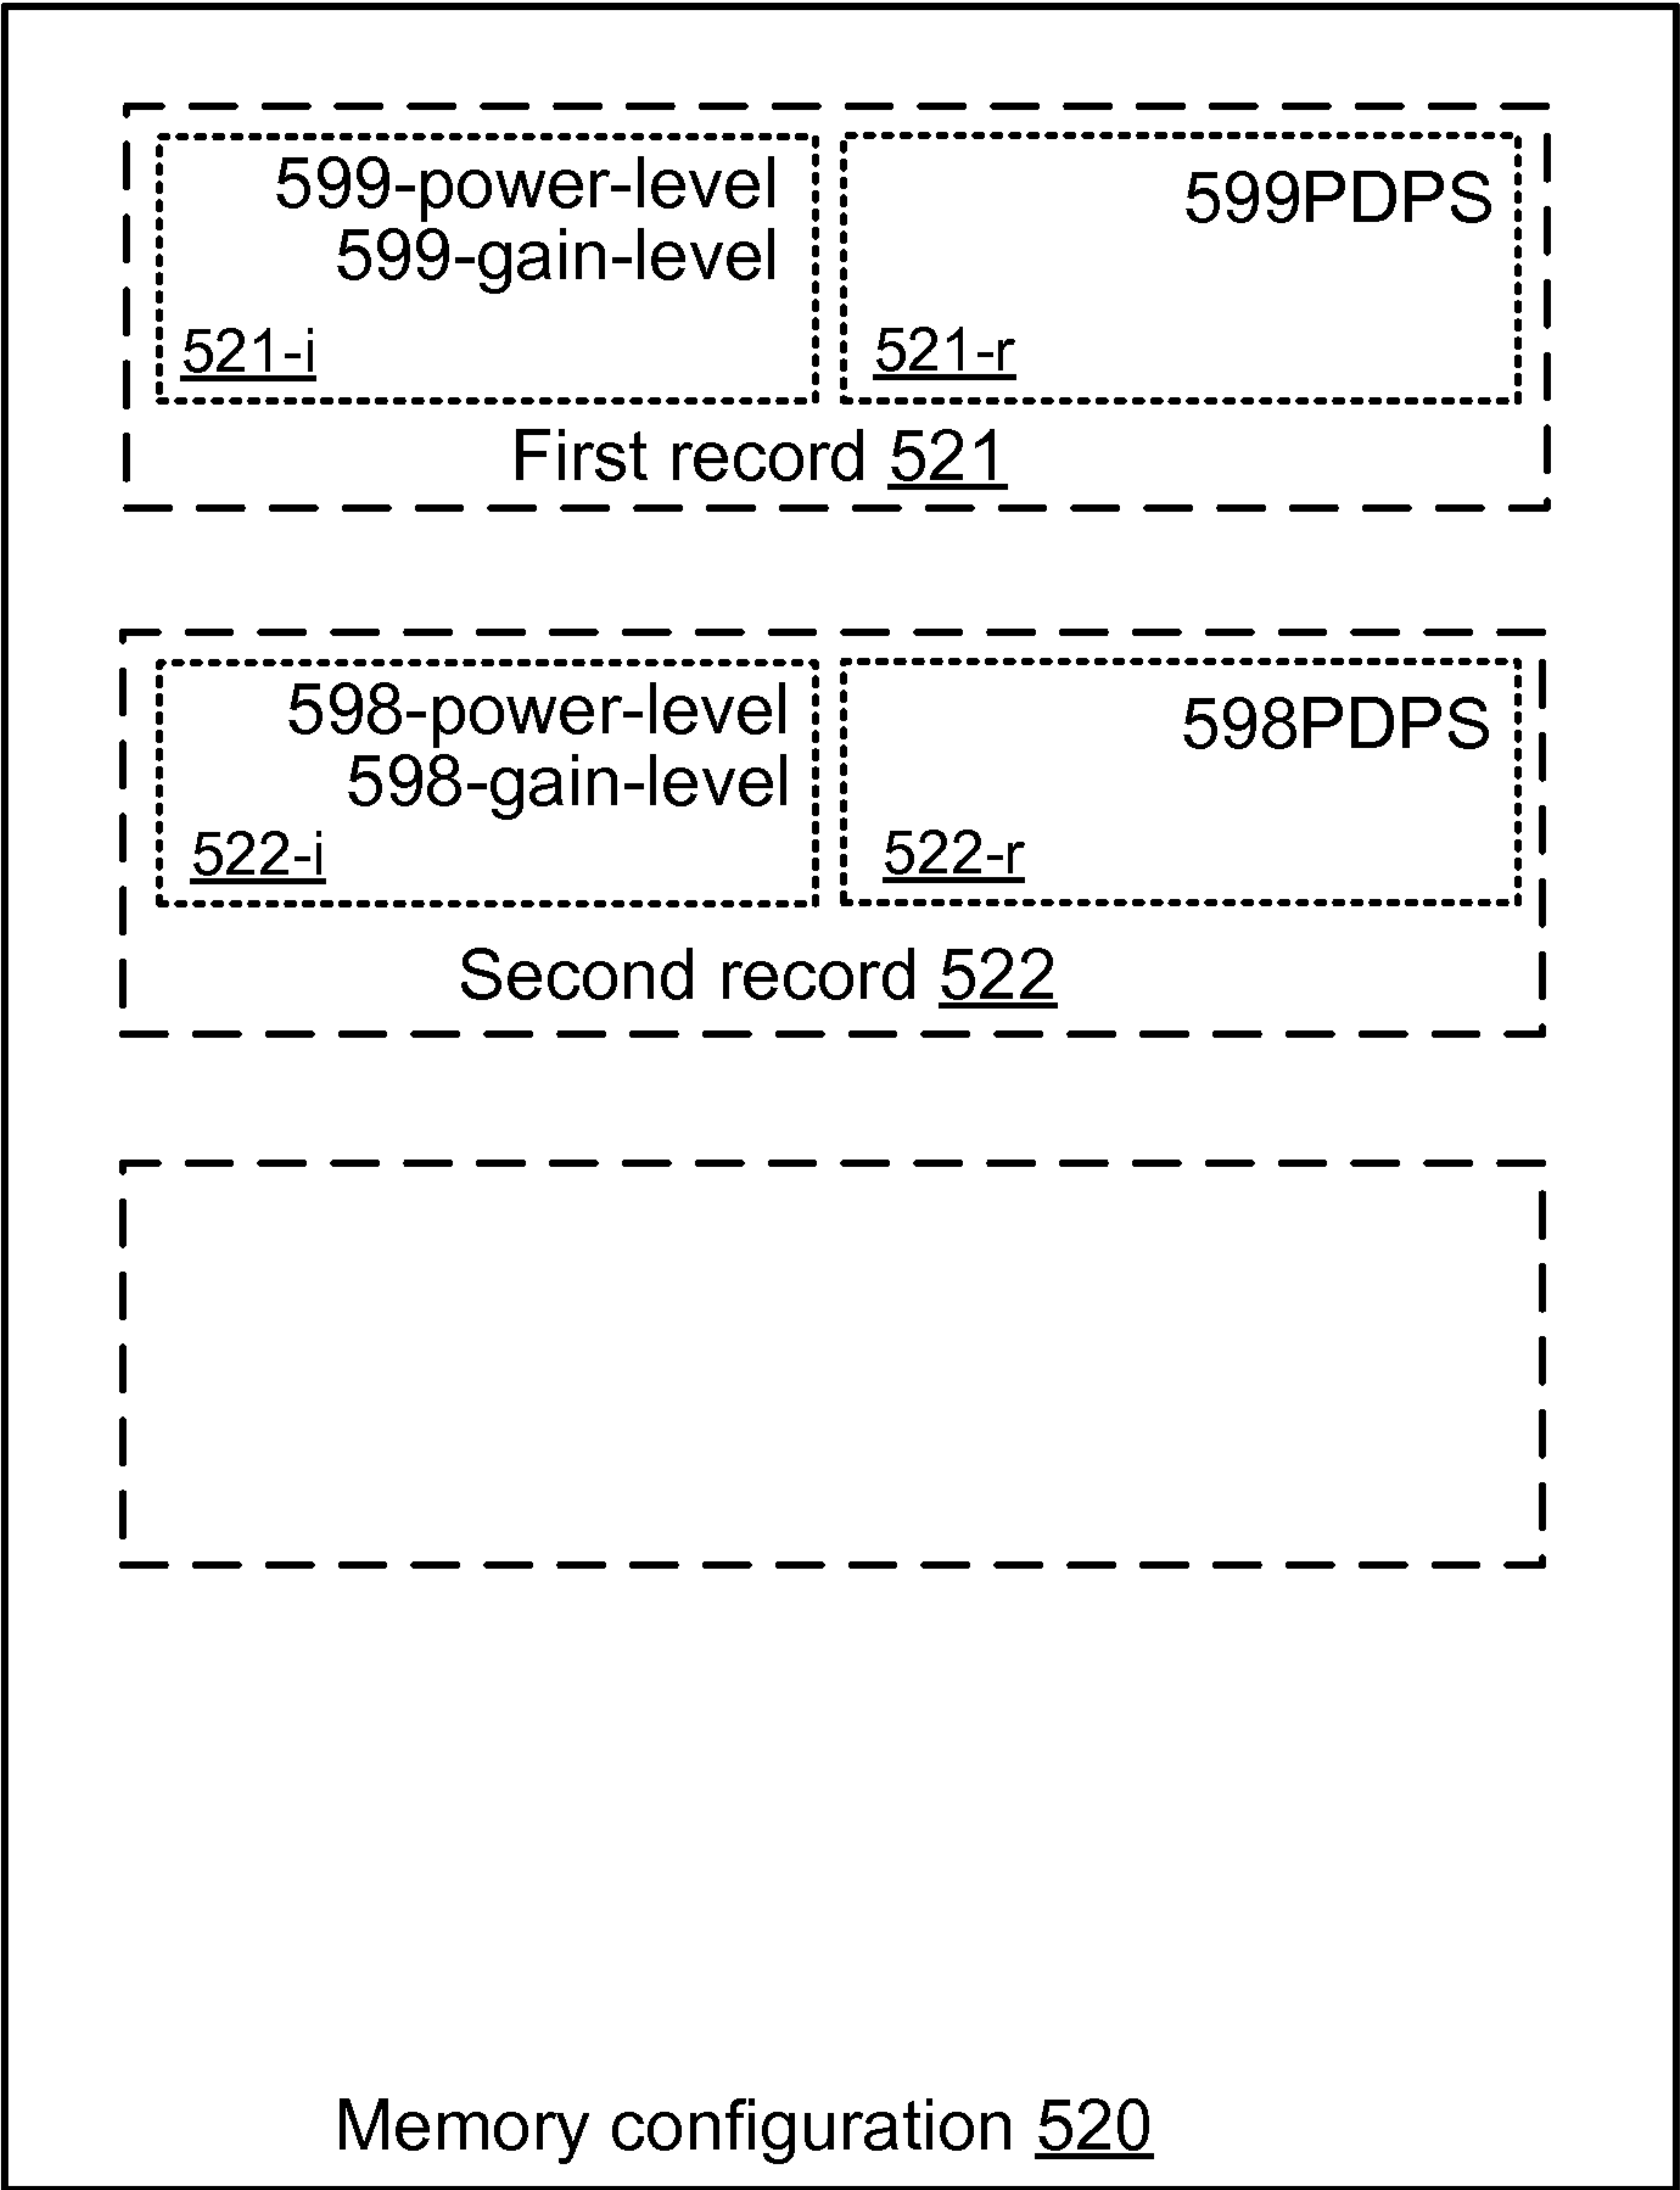 599-power-level
599-gain-level
521-i
599PDPS
521-r
First record 521
598-power-level
598-gain-level
522-i
598PDPS
522-r
Second record 522
Memory configuration 520